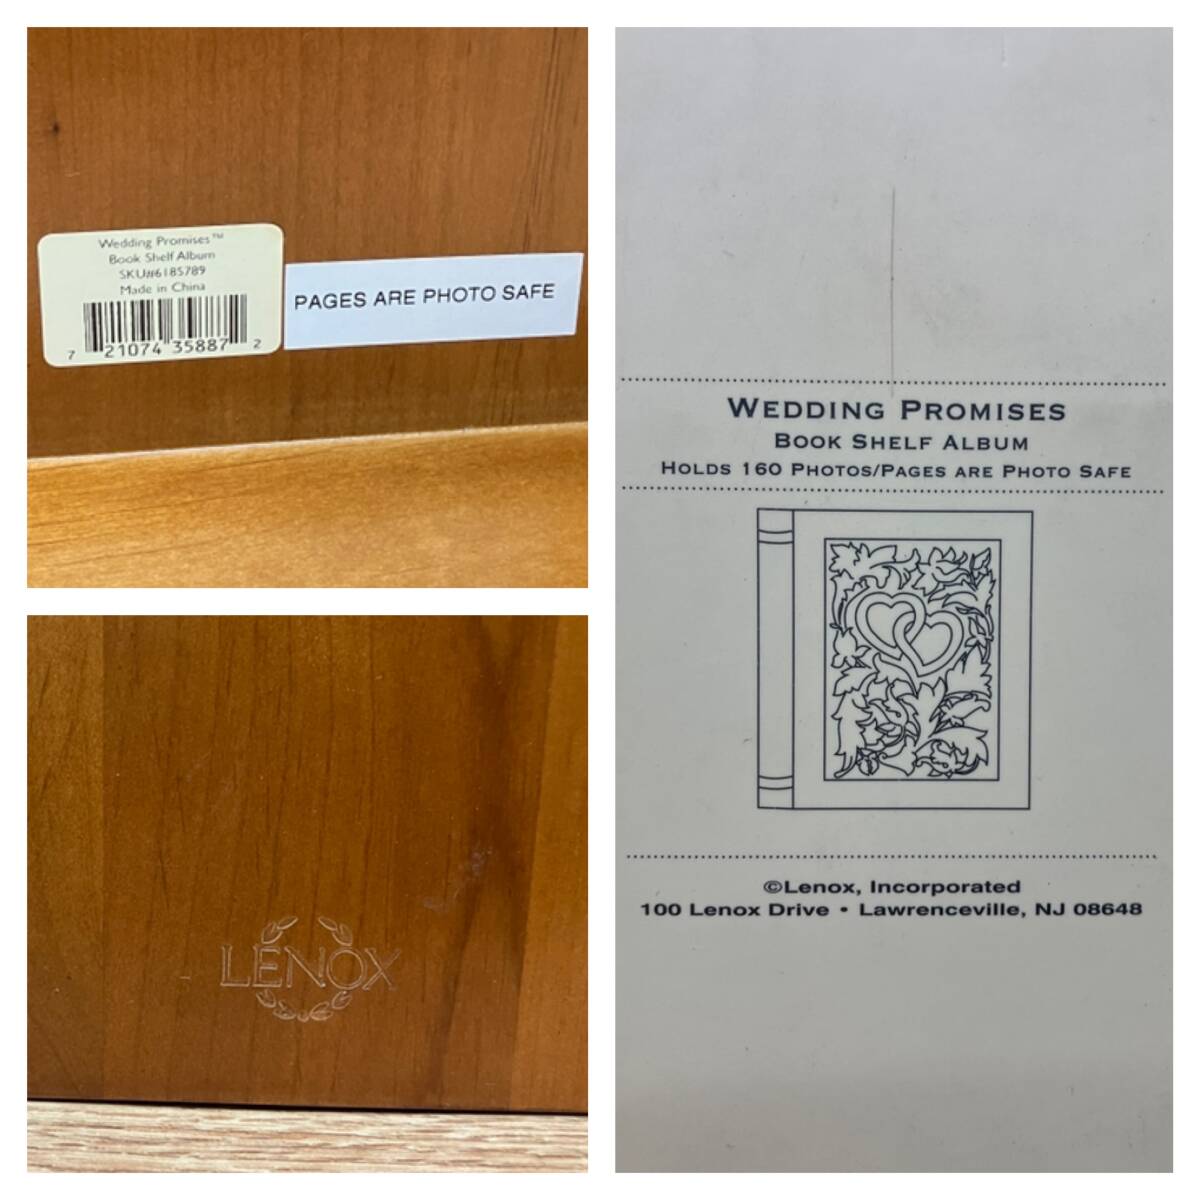 Wedding Promises™
Book Shelf Album
SKU#6185789
Made in China
7 21074 35887 2
PAGES ARE PHOTO SAFE
LENOX
WEDDING PROMISES
BOOK SHELF ALBUM
HOLDS 160 PHOTOS/PAGES ARE PHOTO SAFE
©Lenox, Incorporated
100 Lenox Drive • Lawrenceville, NJ 08648